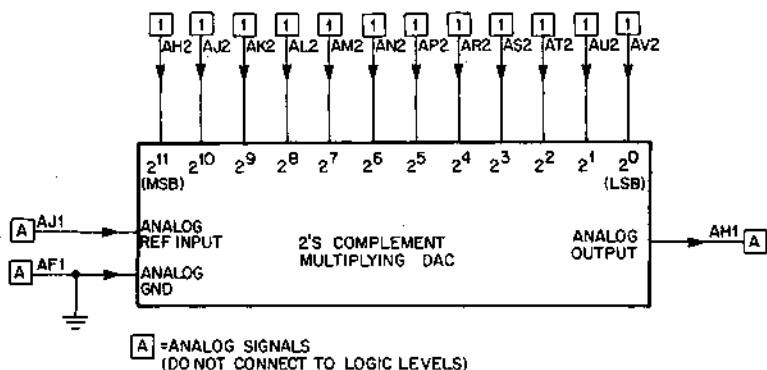 1 1 1 1 1 1 1 1 1 1 1 1
AH2 AJ2 AK2 AL2 AM2 AN2 AP2 AR2 AS2 AT2 AU2 AV2
2^11 2^10 2^9 2^8 2^7 2^6 2^5 2^4 2^3 2^2 2^1 2^0
(MSB) (LSB)
A AJ1
ANALOG
REF INPUT
A AF1
ANALOG
GND
2'S COMPLEMENT
MULTIPLYING DAC
ANALOG
OUTPUT
AH1 A
A =ANALOG SIGNALS
(DO NOT CONNECT TO LOGIC LEVELS)